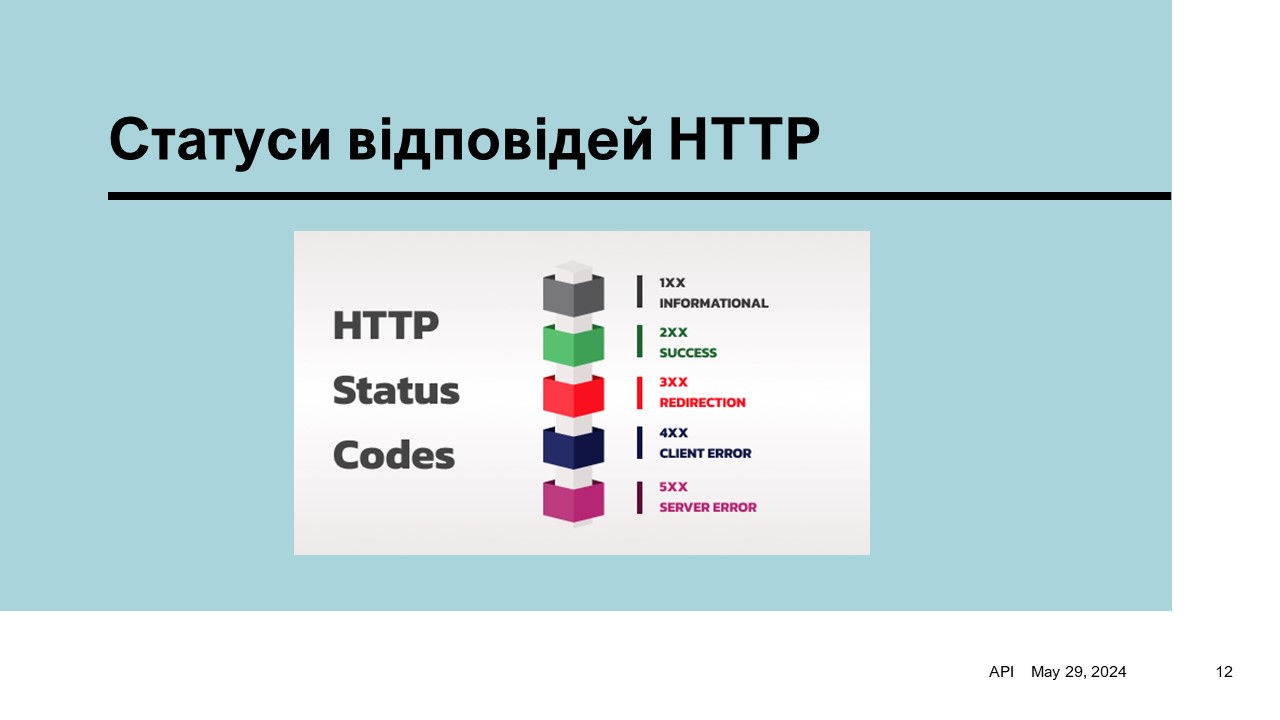 Статуси відповідей HTTP
HTTP
Status
Codes
1XX
INFORMATIONAL
2XX
SUCCESS
3XX
REDIRECTION
4XX
CLIENT ERROR
5XX
SERVER ERROR
API May 29, 2024 12